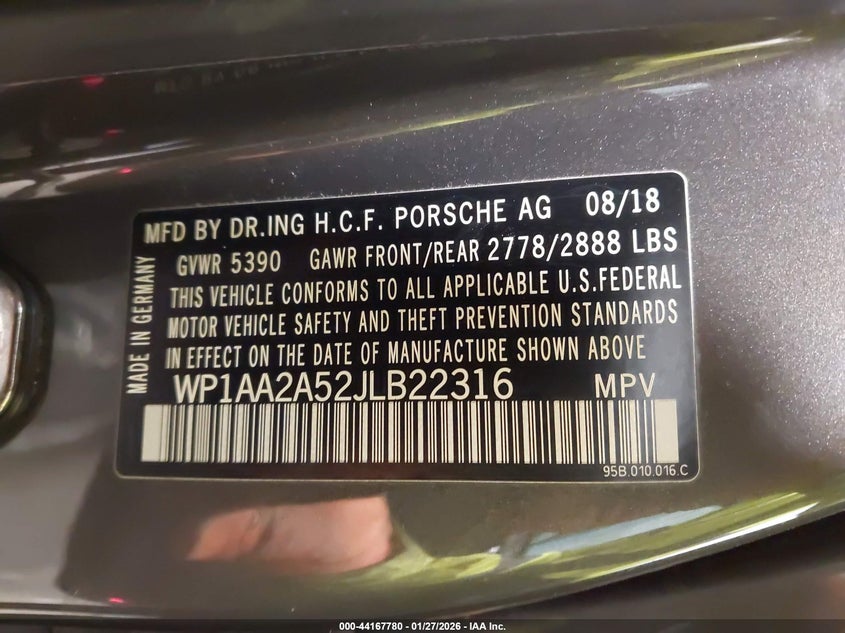 MFD BY DR.ING H.C.F. PORSCHE AG 08/18
GVWR 5390 GAWR FRONT/REAR 2778/2888 LBS
THIS VEHICLE CONFORMS TO ALL APPLICABLE U.S.FEDERAL
MOTOR VEHICLE SAFETY AND THEFT PREVENTION STANDARDS
IN EFFECT ON THE DATE OF MANUFACTURE SHOWN ABOVE
WP1AA2A52JLB22316 MPV
95B.010.016.C
MADE IN GERMANY
000-44167780 - 01/27/2026 - IAA Inc.